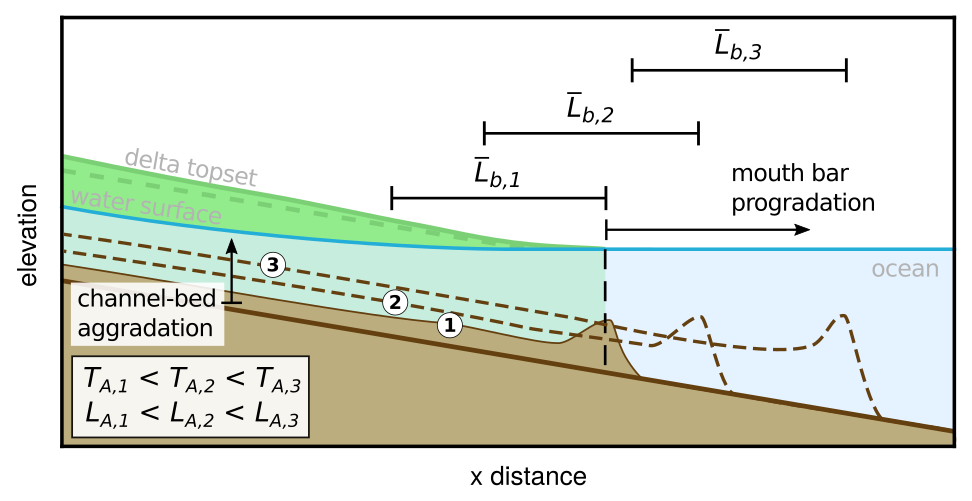 L̄b,3
L̄b,2
L̄b,1
mouth bar
progradation
delta topset
water surface
ocean
elevation
3
2
1
channel-bed
aggradation
TA,1 < TA,2 < TA,3
LA,1 < LA,2 < LA,3
x distance